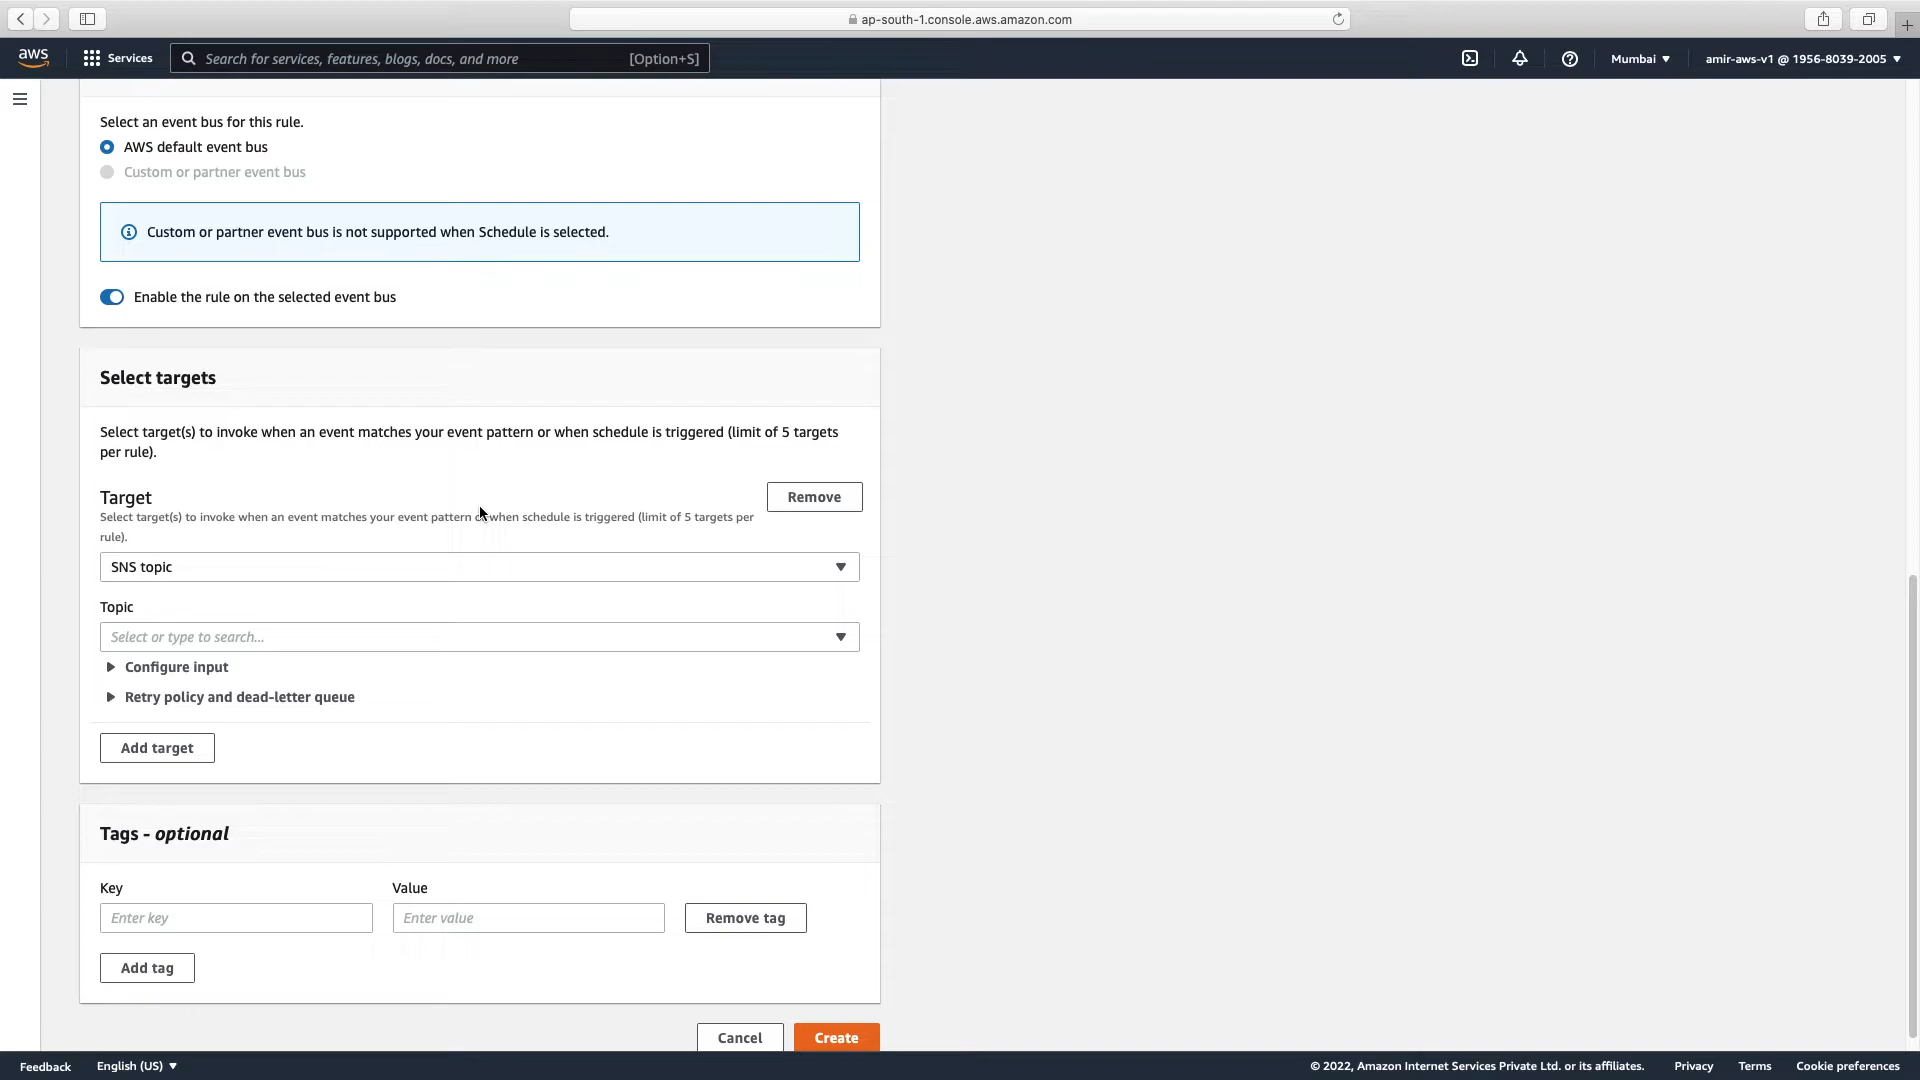 ap-south-1.console.aws.amazon.com
aws
Services
Search for services, features, blogs, docs, and more
[Option+S]
Mumbai ▼
amir-aws-v1 @ 1956-8039-2005 ▼
Select an event bus for this rule.
AWS default event bus
Custom or partner event bus
Custom or partner event bus is not supported when Schedule is selected.
Enable the rule on the selected event bus
Select targets
Select target(s) to invoke when an event matches your event pattern or when schedule is triggered (limit of 5 targets
per rule).
Target
Remove
Select target(s) to invoke when an event matches your event pattern or when schedule is triggered (limit of 5 targets per
rule).
SNS topic
Topic
Select or type to search...
Configure input
Retry policy and dead-letter queue
Add target
Tags - optional
Key
Value
Enter key
Enter value
Remove tag
Add tag
Cancel
Create
Feedback
English (US) ▼
© 2022, Amazon Internet Services Private Ltd. or its affiliates.
Privacy
Terms
Cookie preferences